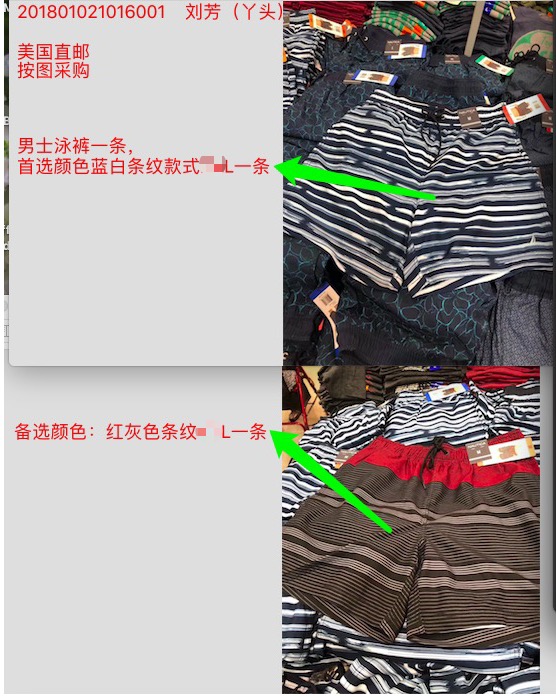 201801021016001 刘芳（丫头）
美国直邮
按图采购
男士泳裤一条，
首选颜色蓝白条纹款式 L一条
备选颜色：红灰色条纹 L一条